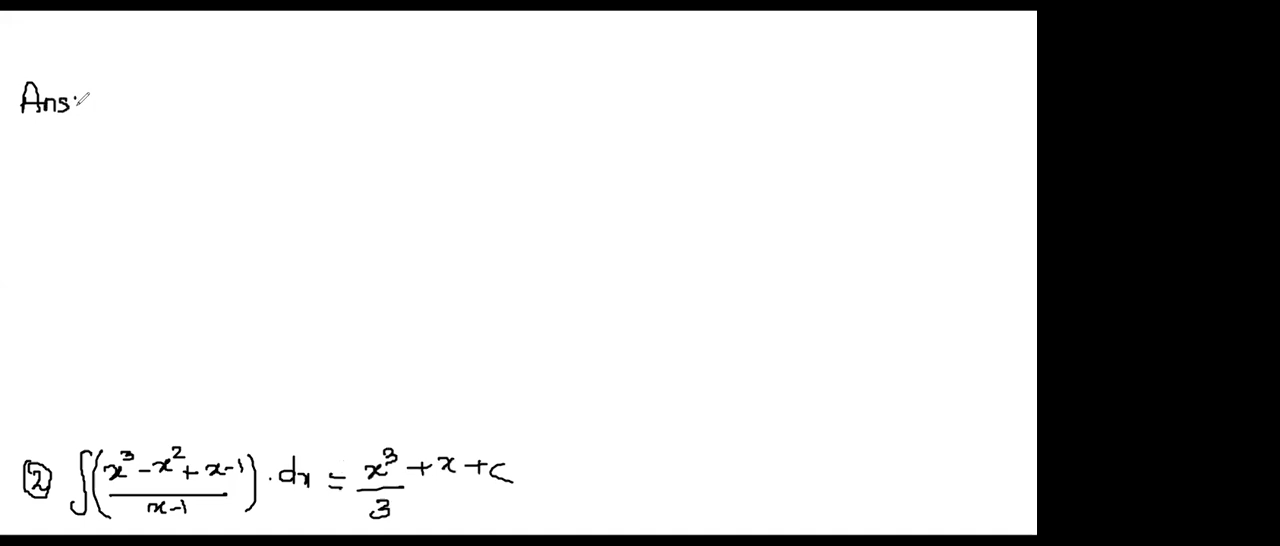 Ans:
② ∫((x³ - x² + x - 1)/(x - 1)) · dx = x³/3 + x + c